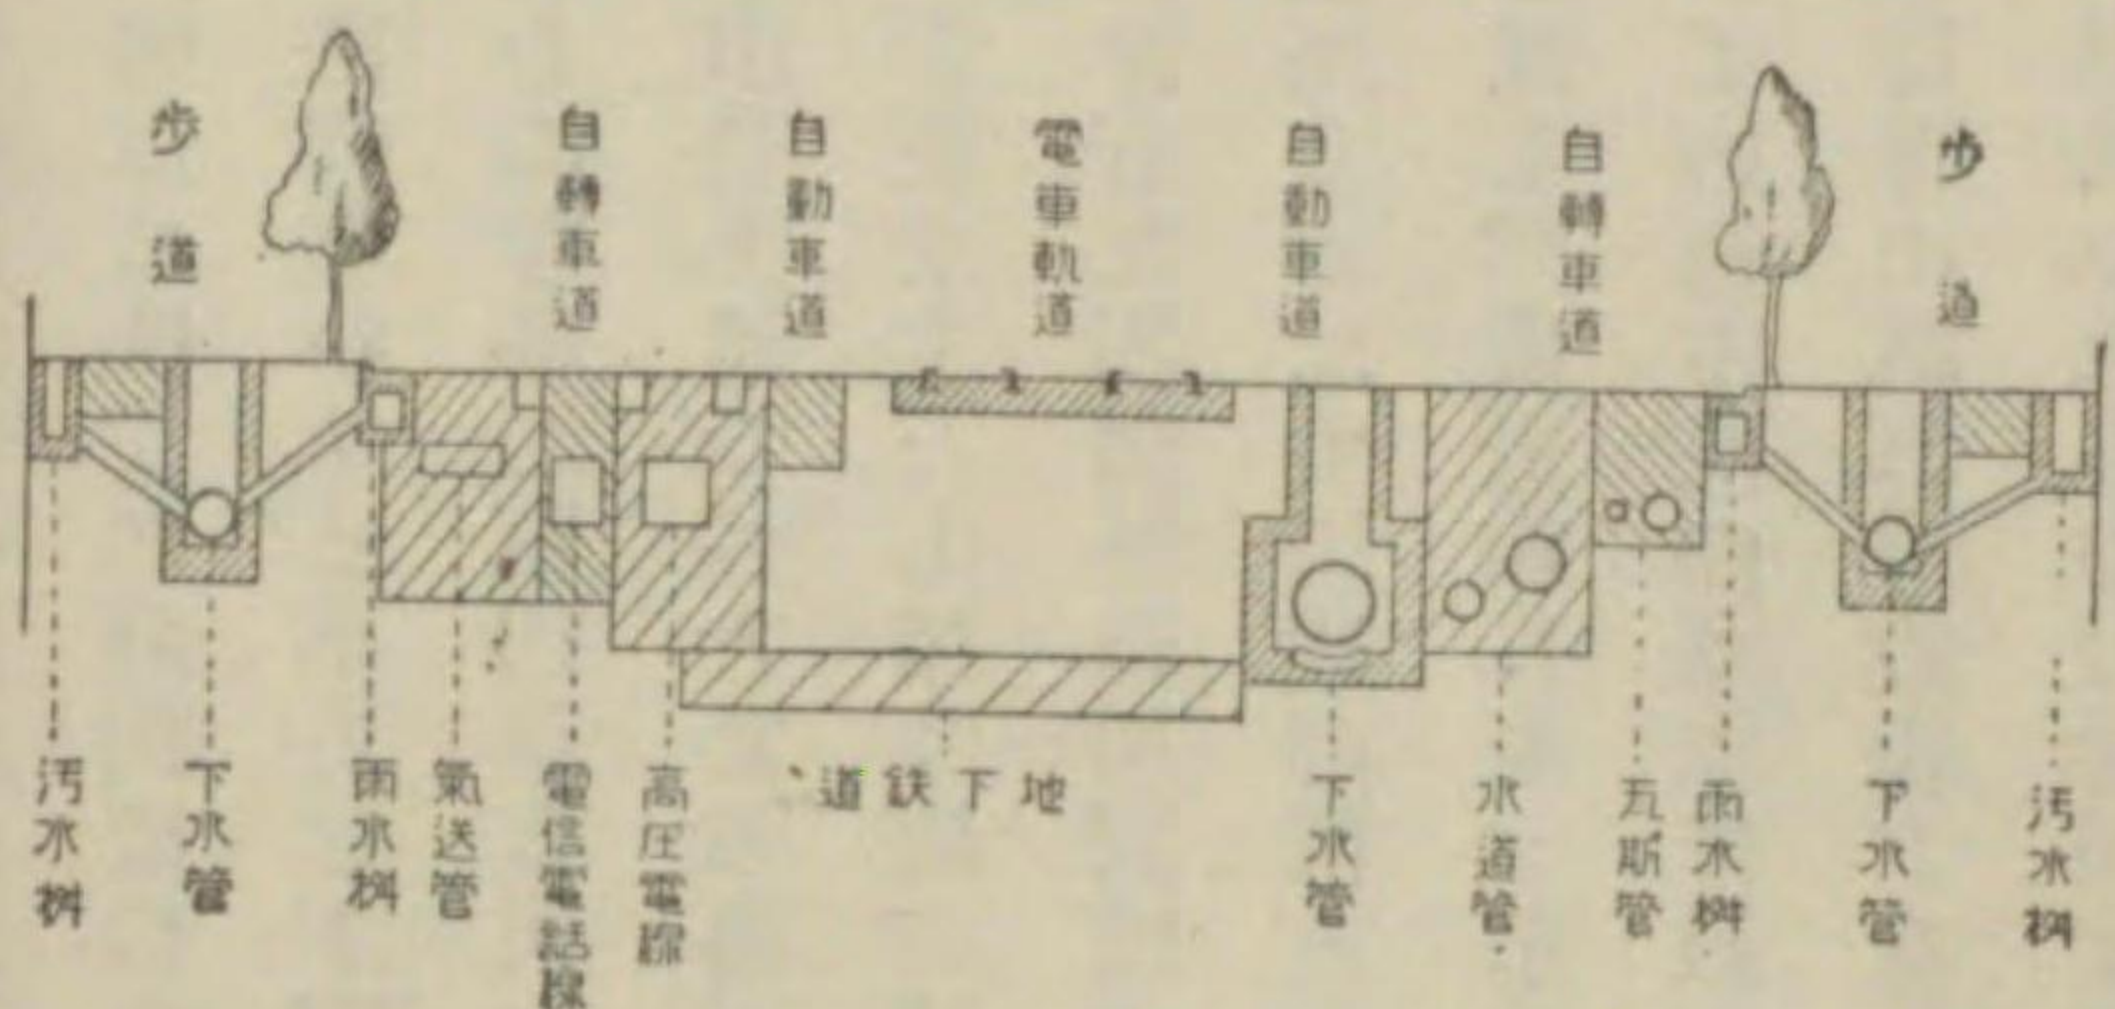 步道
自轉車道
自動車道
電車軌道
自動車道
自轉車道
步道
汚水桝
下水管
雨水桝
氣送管
電信電話線
高圧電線
道鉄下地
下水管
水道管
瓦斯管
雨水桝
下水管
汚水桝